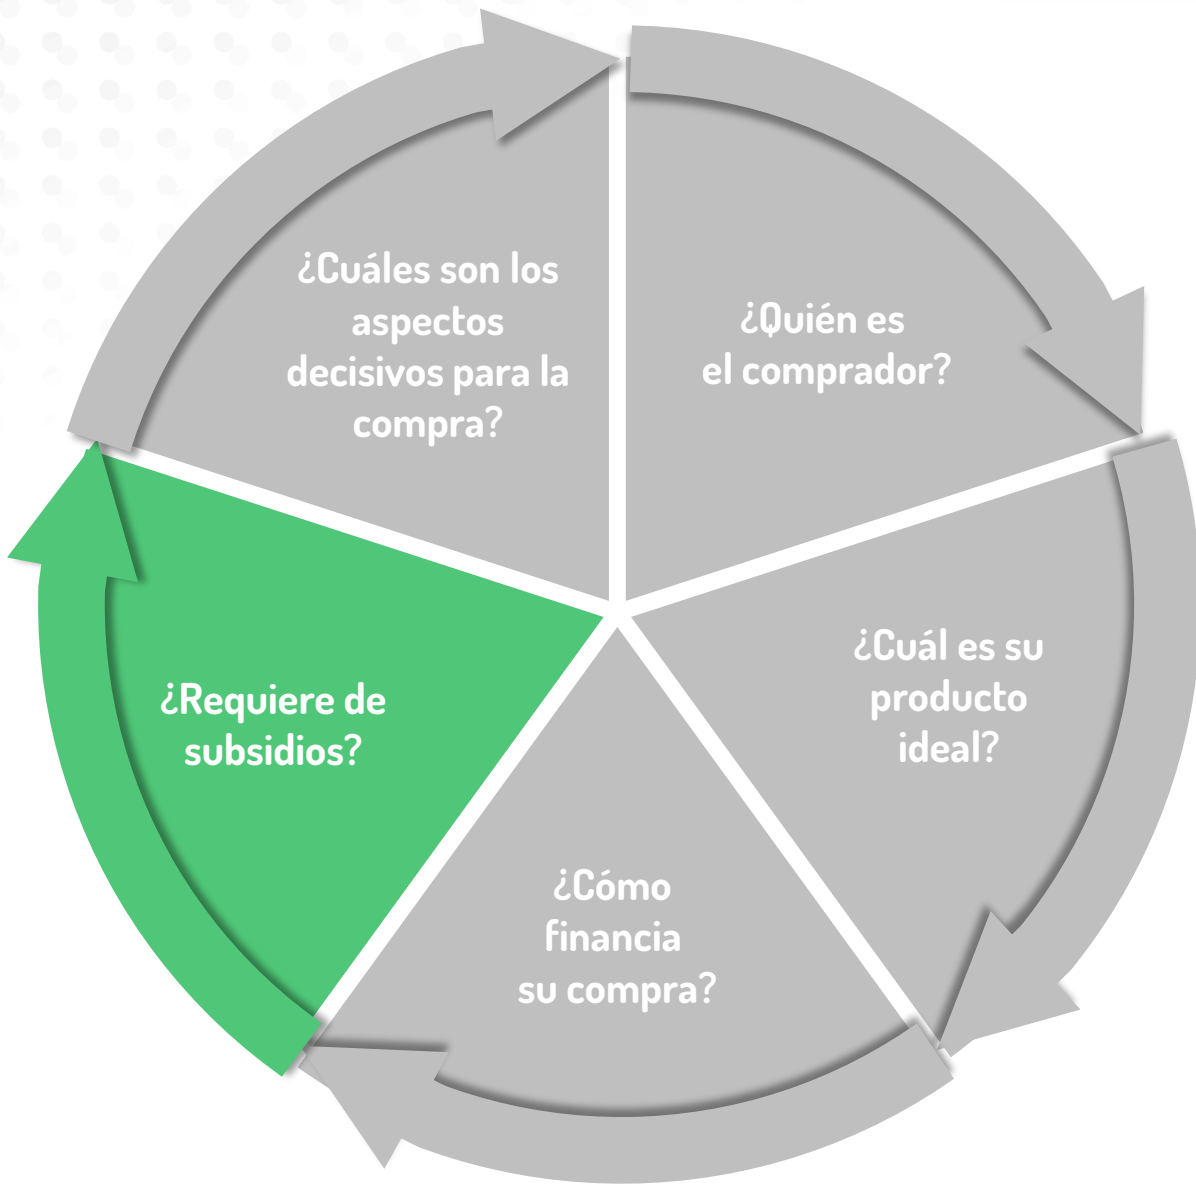 ¿Cuáles son los
aspectos
decisivos para la
compra?
¿Quién es
el comprador?
¿Cuál es su
producto
ideal?
¿Cómo
financia
su compra?
¿Requiere de
subsidios?